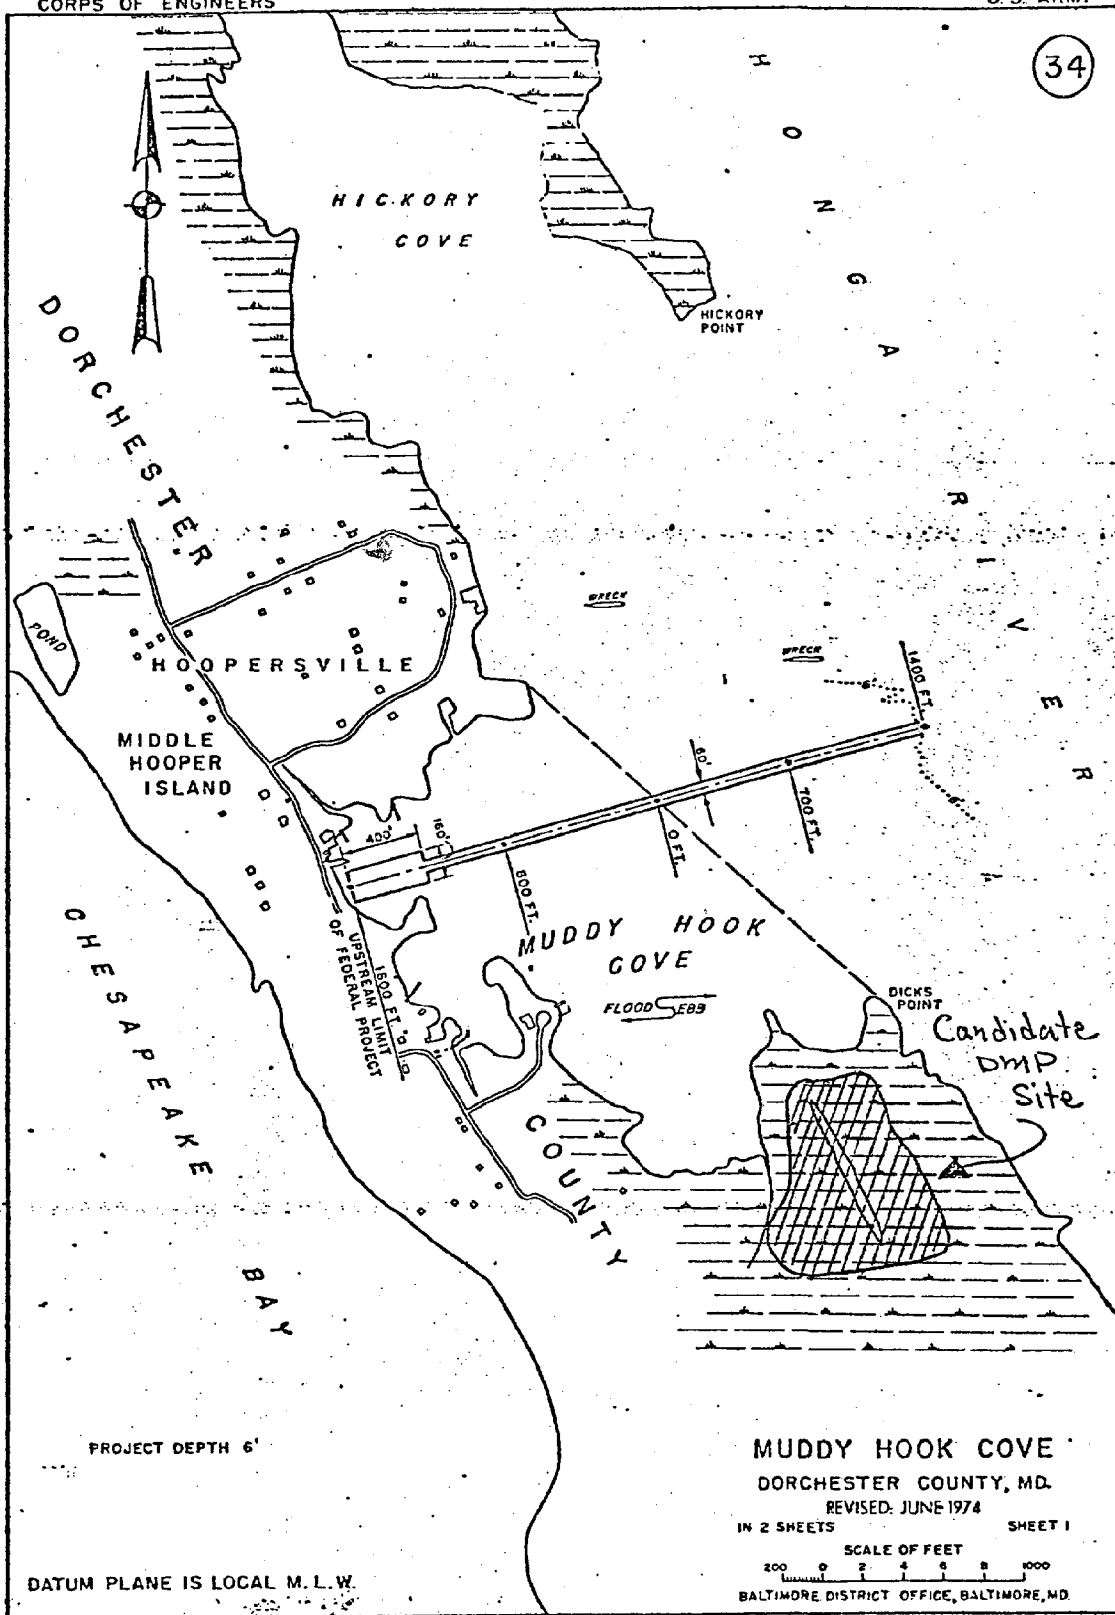 CORPS OF ENGINEERS
U. S. ARMY
34
HICKORY
COVE
HONGA RIVER
HICKORY
POINT
DORCHESTER
WRECK
WRECK
POND
HOOPERSVILLE
1400 FT.
MIDDLE
HOOPER
ISLAND
60'
700 FT.
400'
160'
0 FT.
800 FT.
MUDDY HOOK
COVE
1600 FT.
UPSTREAM LIMIT
OF FEDERAL PROJECT
FLOOD EBB
DICKS
POINT
Candidate
DMP
Site
CHESAPEAKE BAY
COUNTY
PROJECT DEPTH 6'
MUDDY HOOK COVE
DORCHESTER COUNTY, MD.
REVISED: JUNE 1974
IN 2 SHEETS SHEET 1
SCALE OF FEET
200 0 2 4 6 8 1000
BALTIMORE DISTRICT OFFICE, BALTIMORE, MD.
DATUM PLANE IS LOCAL M. L. W.